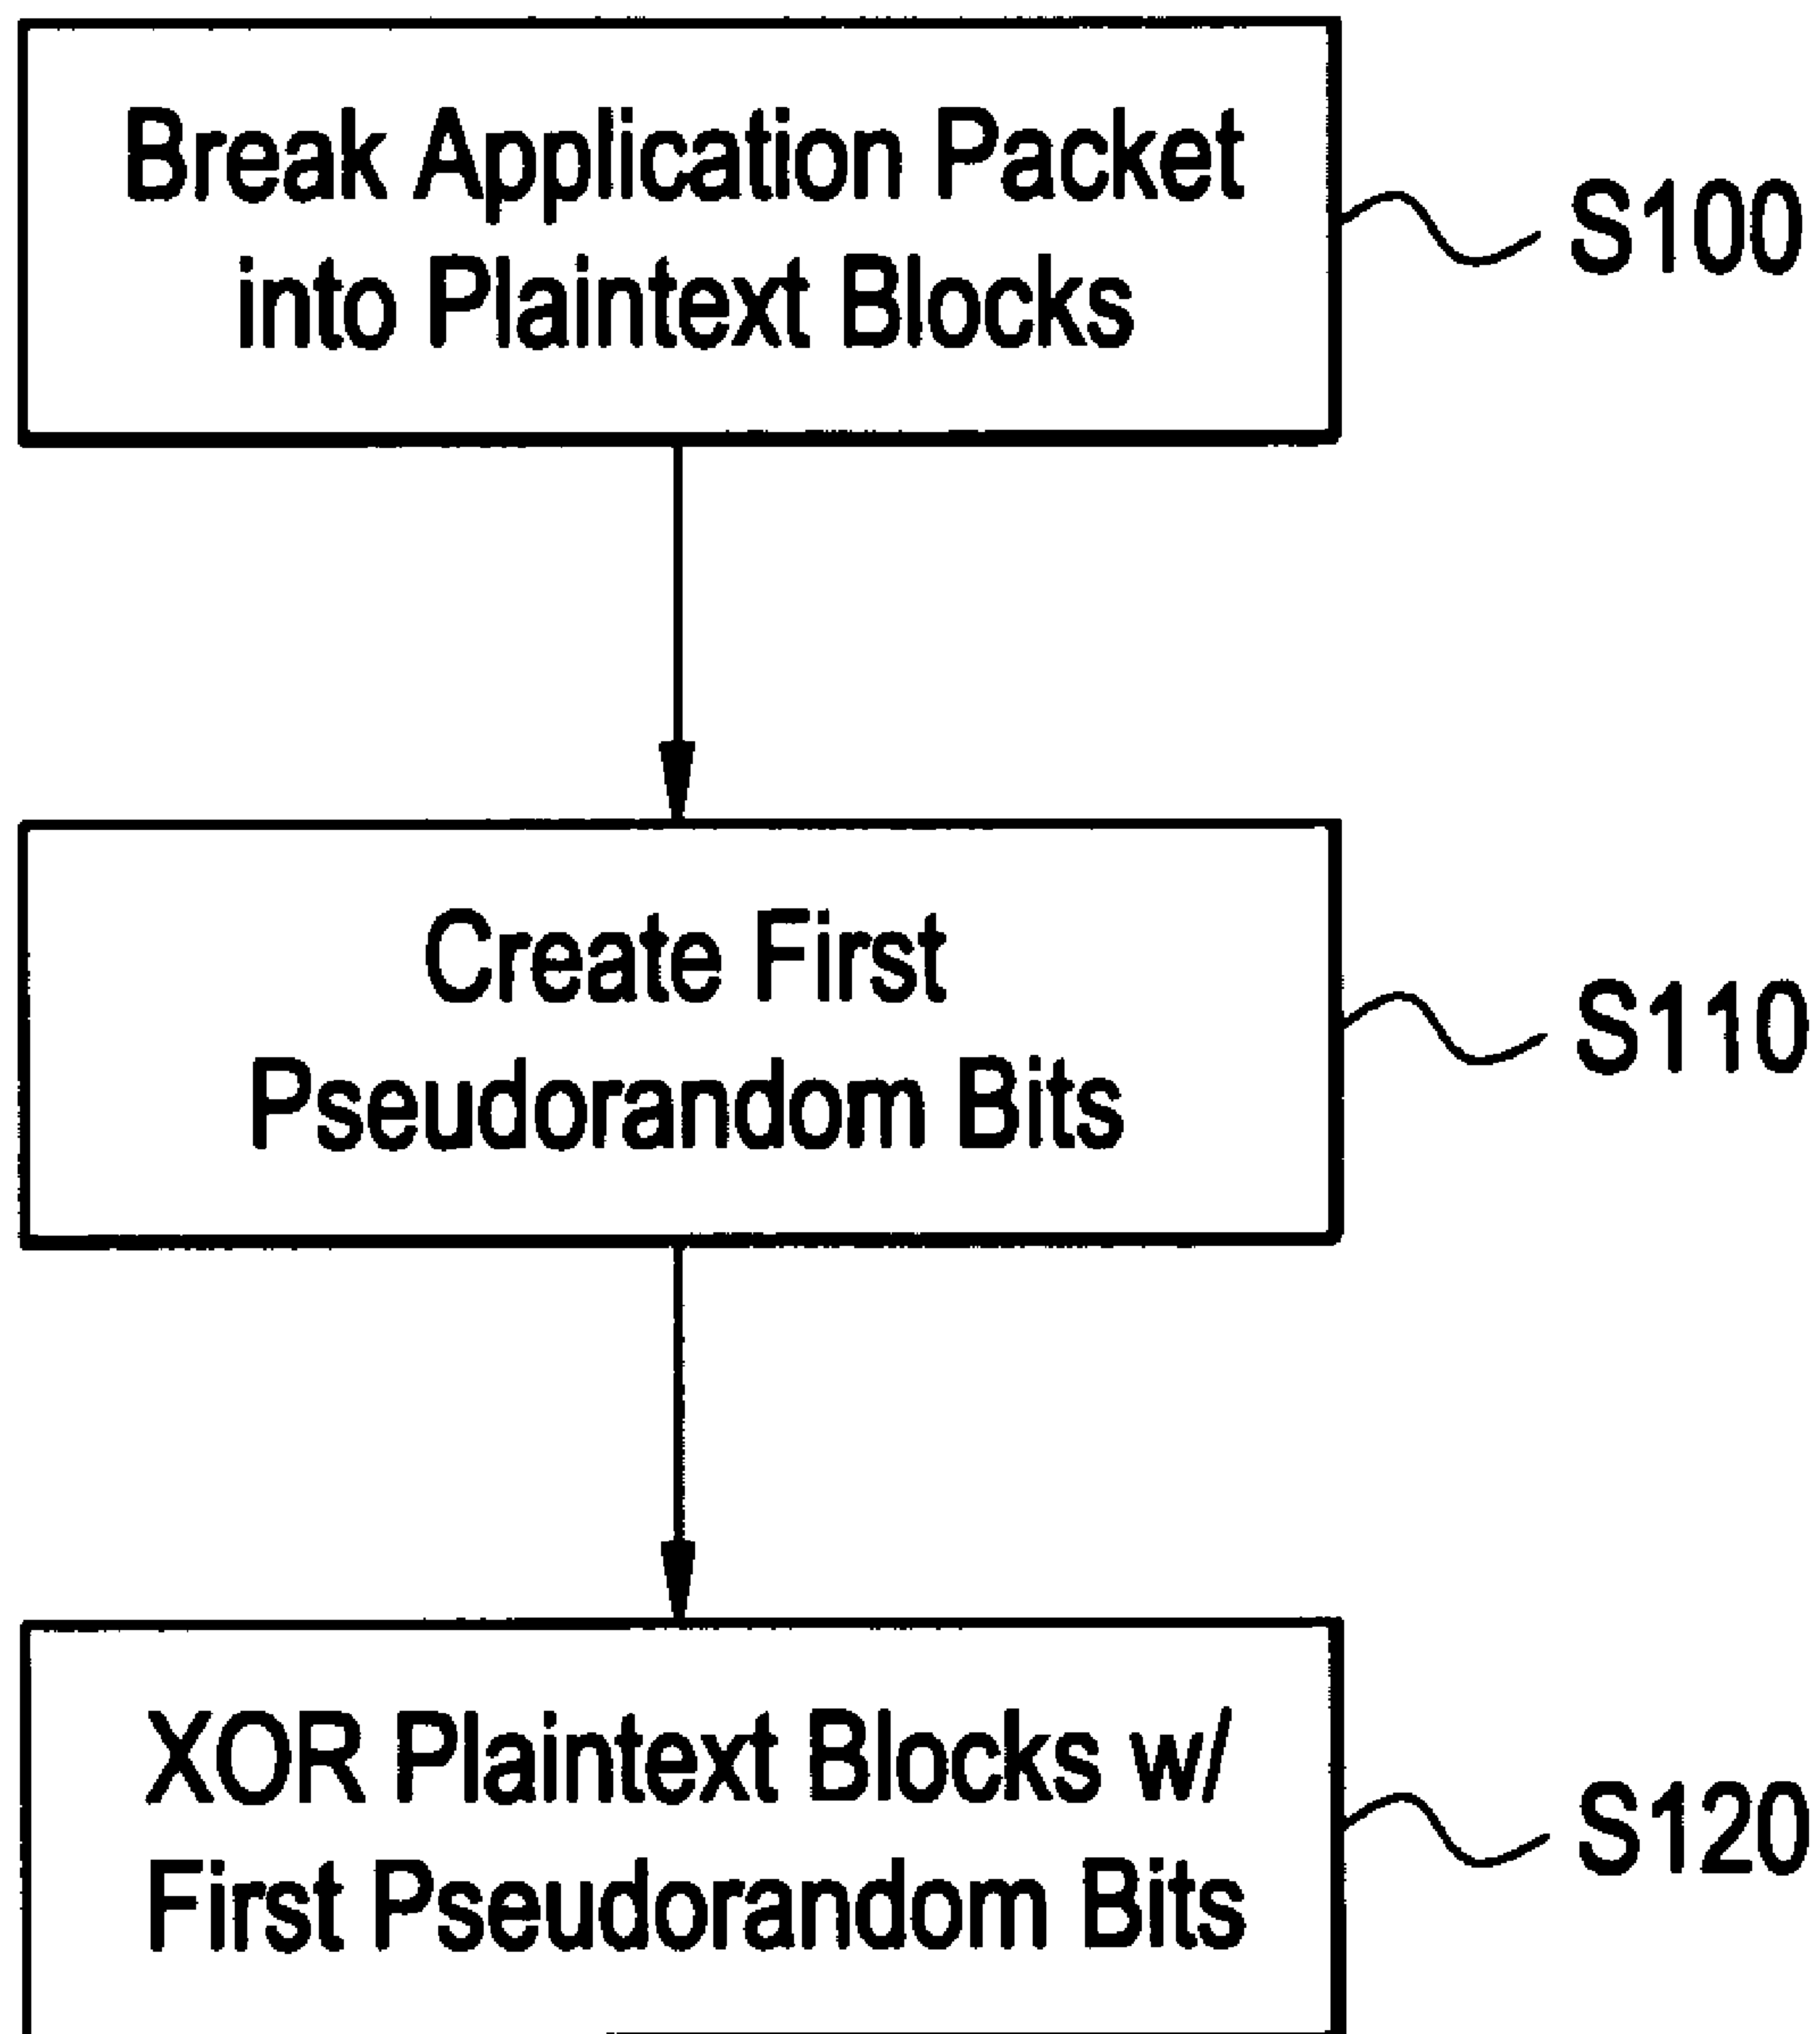 Break Application Packet
into Plaintext Blocks
S100
Create First
Pseudorandom Bits
S110
XOR Plaintext Blocks w/
First Pseudorandom Bits
S120